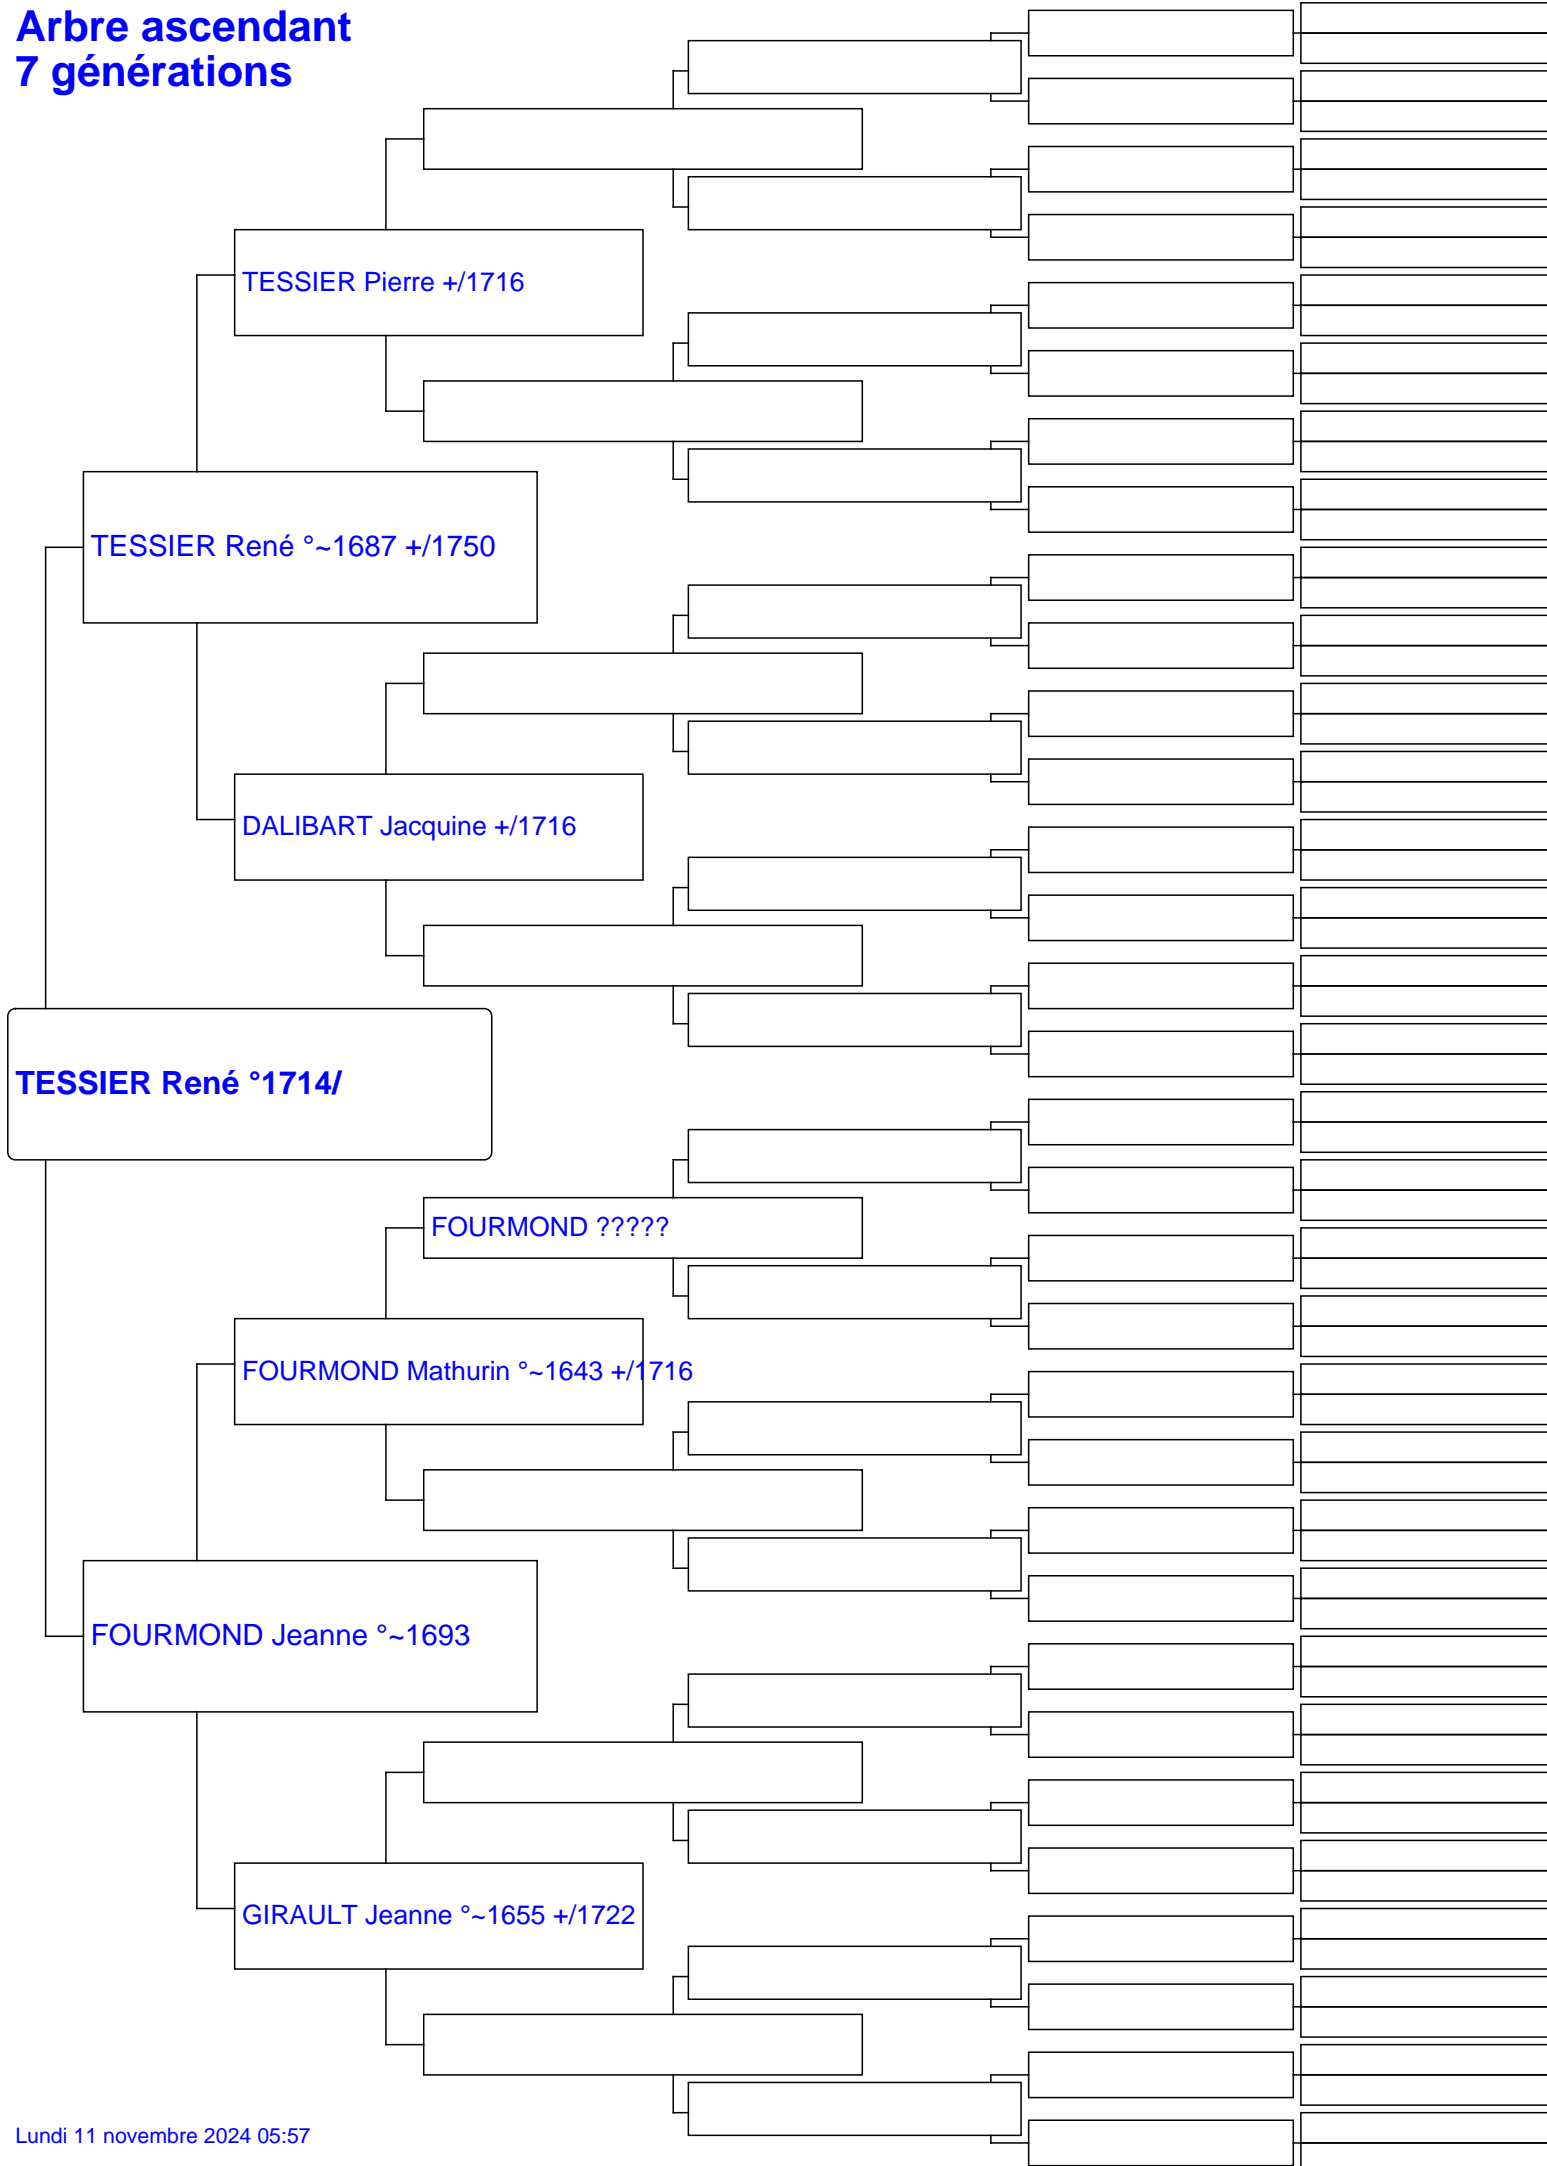 Arbre ascendant
7 générations
TESSIER Pierre +/1716
TESSIER René °~1687 +/1750
DALIBART Jacquine +/1716
TESSIER René °1714/
FOURMOND ?????
FOURMOND Mathurin °~1643 +/1716
FOURMOND Jeanne °~1693
GIRAULT Jeanne °~1655 +/1722
Lundi 11 novembre 2024 05:57